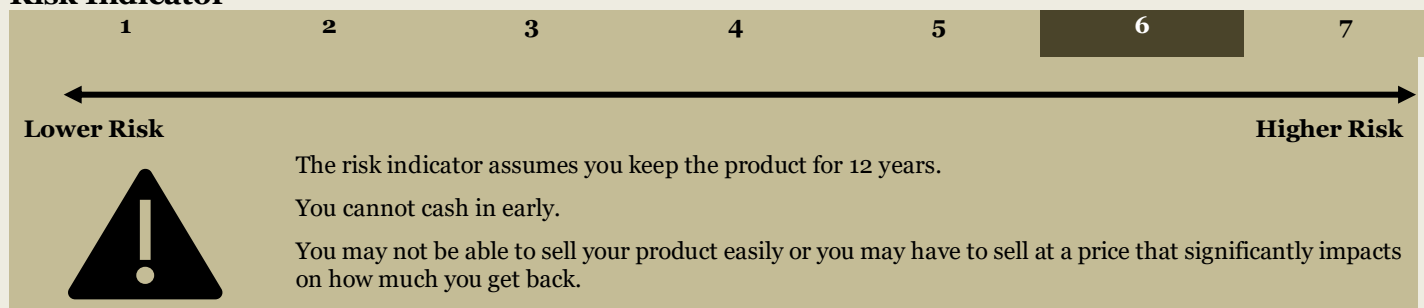 Risk Indicator
1 2 3 4 5 6 7
Lower Risk Higher Risk
The risk indicator assumes you keep the product for 12 years.
You cannot cash in early.
You may not be able to sell your product easily or you may have to sell at a price that significantly impacts
on how much you get back.